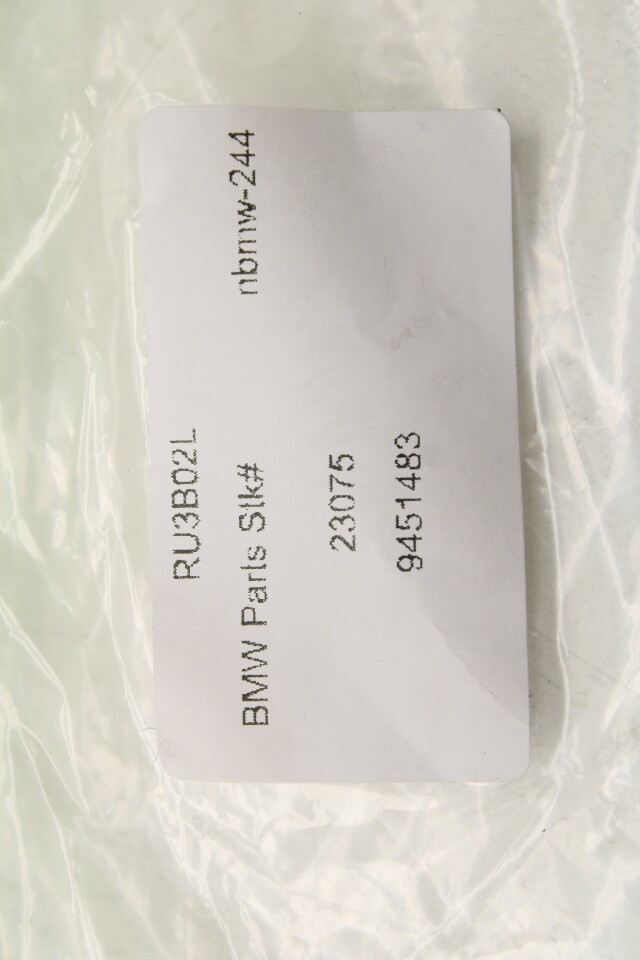 RU3B02L
BMW Parts Stk# nbmw-244
23075
9451483